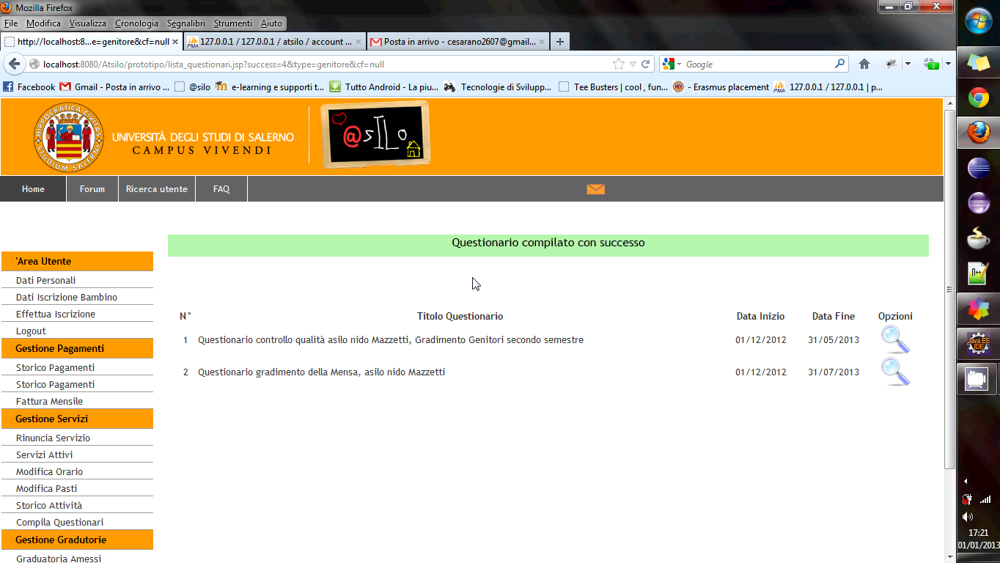 Mozilla Firefox
File Modifica Visualizza Cronologia Segnalibri Strumenti Aiuto
http://localhost:8...e=genitore&cf=null 127.0.0.1 / 127.0.0.1 / atsilo / account ... Posta in arrivo - cesarano2607@gmail...
localhost:8080/Atsilo/prototipo/lista_questionari.jsp?success=4&type=genitore&cf=null Google
Facebook Gmail - Posta in arrivo ... @silo e-learning e supporti t... Tutto Android - La piu... Tecnologie di Svilupp... Tee Busters | cool , fun... - Erasmus placement 127.0.0.1 / 127.0.0.1 | p...
HIPPOCRATICA CIVITAS STUDIUM SALERNI
UNIVERSITÀ DEGLI STUDI DI SALERNO
CAMPUS VIVENDI
@sILo
Home Forum Ricerca utente FAQ
Questionario compilato con successo
'Area Utente
Dati Personali
Dati Iscrizione Bambino
Effettua Iscrizione
Logout
Gestione Pagamenti
Storico Pagamenti
Storico Pagamenti
Fattura Mensile
Gestione Servizi
Rinuncia Servizio
Servizi Attivi
Modifica Orario
Modifica Pasti
Storico Attività
Compila Questionari
Gestione Gradutorie
Graduatoria Amessi
N° Titolo Questionario Data Inizio Data Fine Opzioni
1 Questionario controllo qualità asilo nido Mazzetti, Gradimento Genitori secondo semestre 01/12/2012 31/05/2013
2 Questionario gradimento della Mensa, asilo nido Mazzetti 01/12/2012 31/07/2013
Java EE
IDE
17:21
01/01/2013